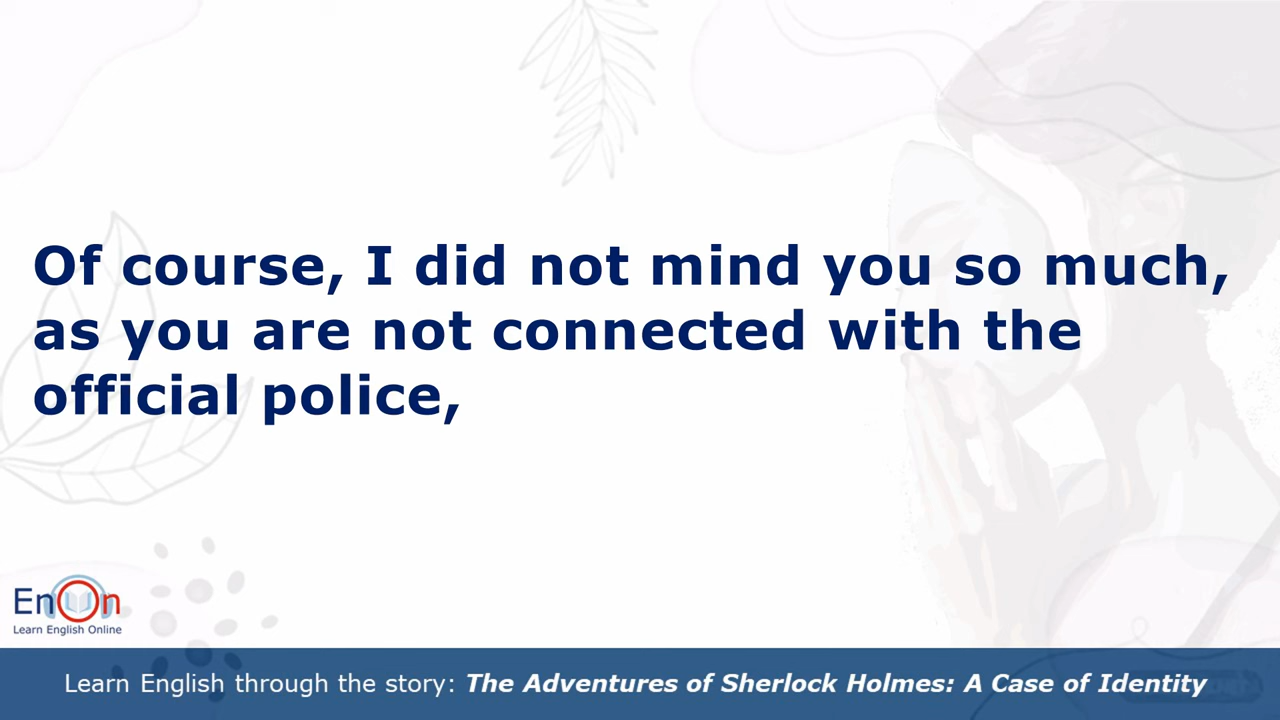 Of course, I did not mind you so much,
as you are not connected with the
official police,
EnOn
Learn English Online
Learn English through the story: The Adventures of Sherlock Holmes: A Case of Identity